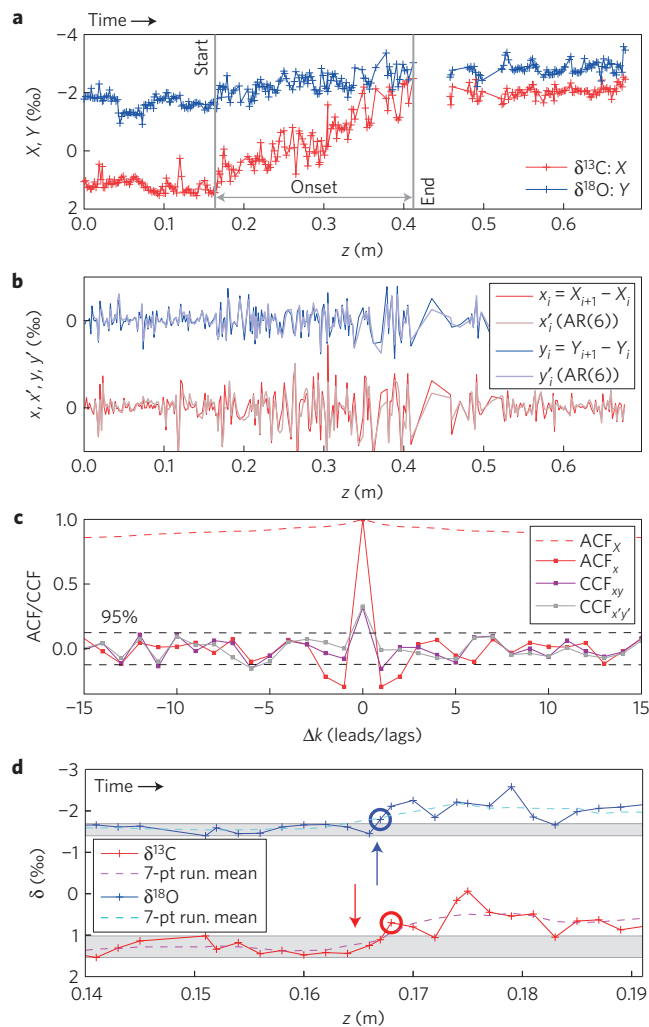 a
Time
−4
−2
0
2
X, Y (‰)
Start
Onset
End
δ13C: X
δ18O: Y
0.0 0.1 0.2 0.3 0.4 0.5 0.6
z (m)
b
x, x′, y, y′ (‰)
0
0
xi = Xi+1 − Xi
x′i (AR(6))
yi = Yi+1 − Yi
y′i (AR(6))
0.0 0.1 0.2 0.3 0.4 0.5 0.6
z (m)
c
ACF/CCF
1.0
0.5
0.0
95%
ACFX
ACFx
CCFxy
CCFx′y′
−15 −10 −5 0 5 10 15
Δk (leads/lags)
d
Time
−3
−2
−1
0
1
2
δ (‰)
δ13C
7-pt run. mean
δ18O
7-pt run. mean
0.14 0.15 0.16 0.17 0.18 0.19
z (m)